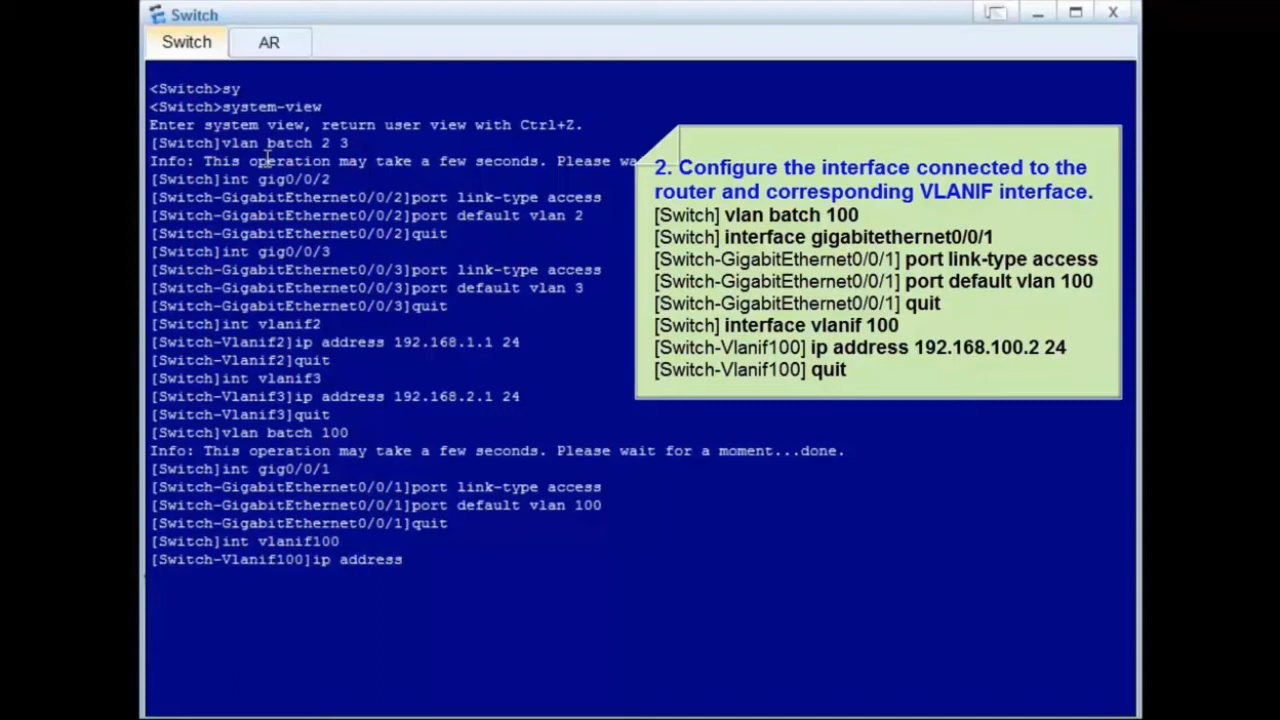 Switch
Switch
AR
<Switch>sy
<Switch>system-view
Enter system view, return user view with Ctrl+Z.
[Switch]vlan batch 2 3
Info: This operation may take a few seconds. Please wa
[Switch]int gig0/0/2
[Switch-GigabitEthernet0/0/2]port link-type access
[Switch-GigabitEthernet0/0/2]port default vlan 2
[Switch-GigabitEthernet0/0/2]quit
[Switch]int gig0/0/3
[Switch-GigabitEthernet0/0/3]port link-type access
[Switch-GigabitEthernet0/0/3]port default vlan 3
[Switch-GigabitEthernet0/0/3]quit
[Switch]int vlanif2
[Switch-Vlanif2]ip address 192.168.1.1 24
[Switch-Vlanif2]quit
[Switch]int vlanif3
[Switch-Vlanif3]ip address 192.168.2.1 24
[Switch-Vlanif3]quit
[Switch]vlan batch 100
Info: This operation may take a few seconds. Please wait for a moment...done.
[Switch]int gig0/0/1
[Switch-GigabitEthernet0/0/1]port link-type access
[Switch-GigabitEthernet0/0/1]port default vlan 100
[Switch-GigabitEthernet0/0/1]quit
[Switch]int vlanif100
[Switch-Vlanif100]ip address
2. Configure the interface connected to the
router and corresponding VLANIF interface.
[Switch] vlan batch 100
[Switch] interface gigabitethernet0/0/1
[Switch-GigabitEthernet0/0/1] port link-type access
[Switch-GigabitEthernet0/0/1] port default vlan 100
[Switch-GigabitEthernet0/0/1] quit
[Switch] interface vlanif 100
[Switch-Vlanif100] ip address 192.168.100.2 24
[Switch-Vlanif100] quit